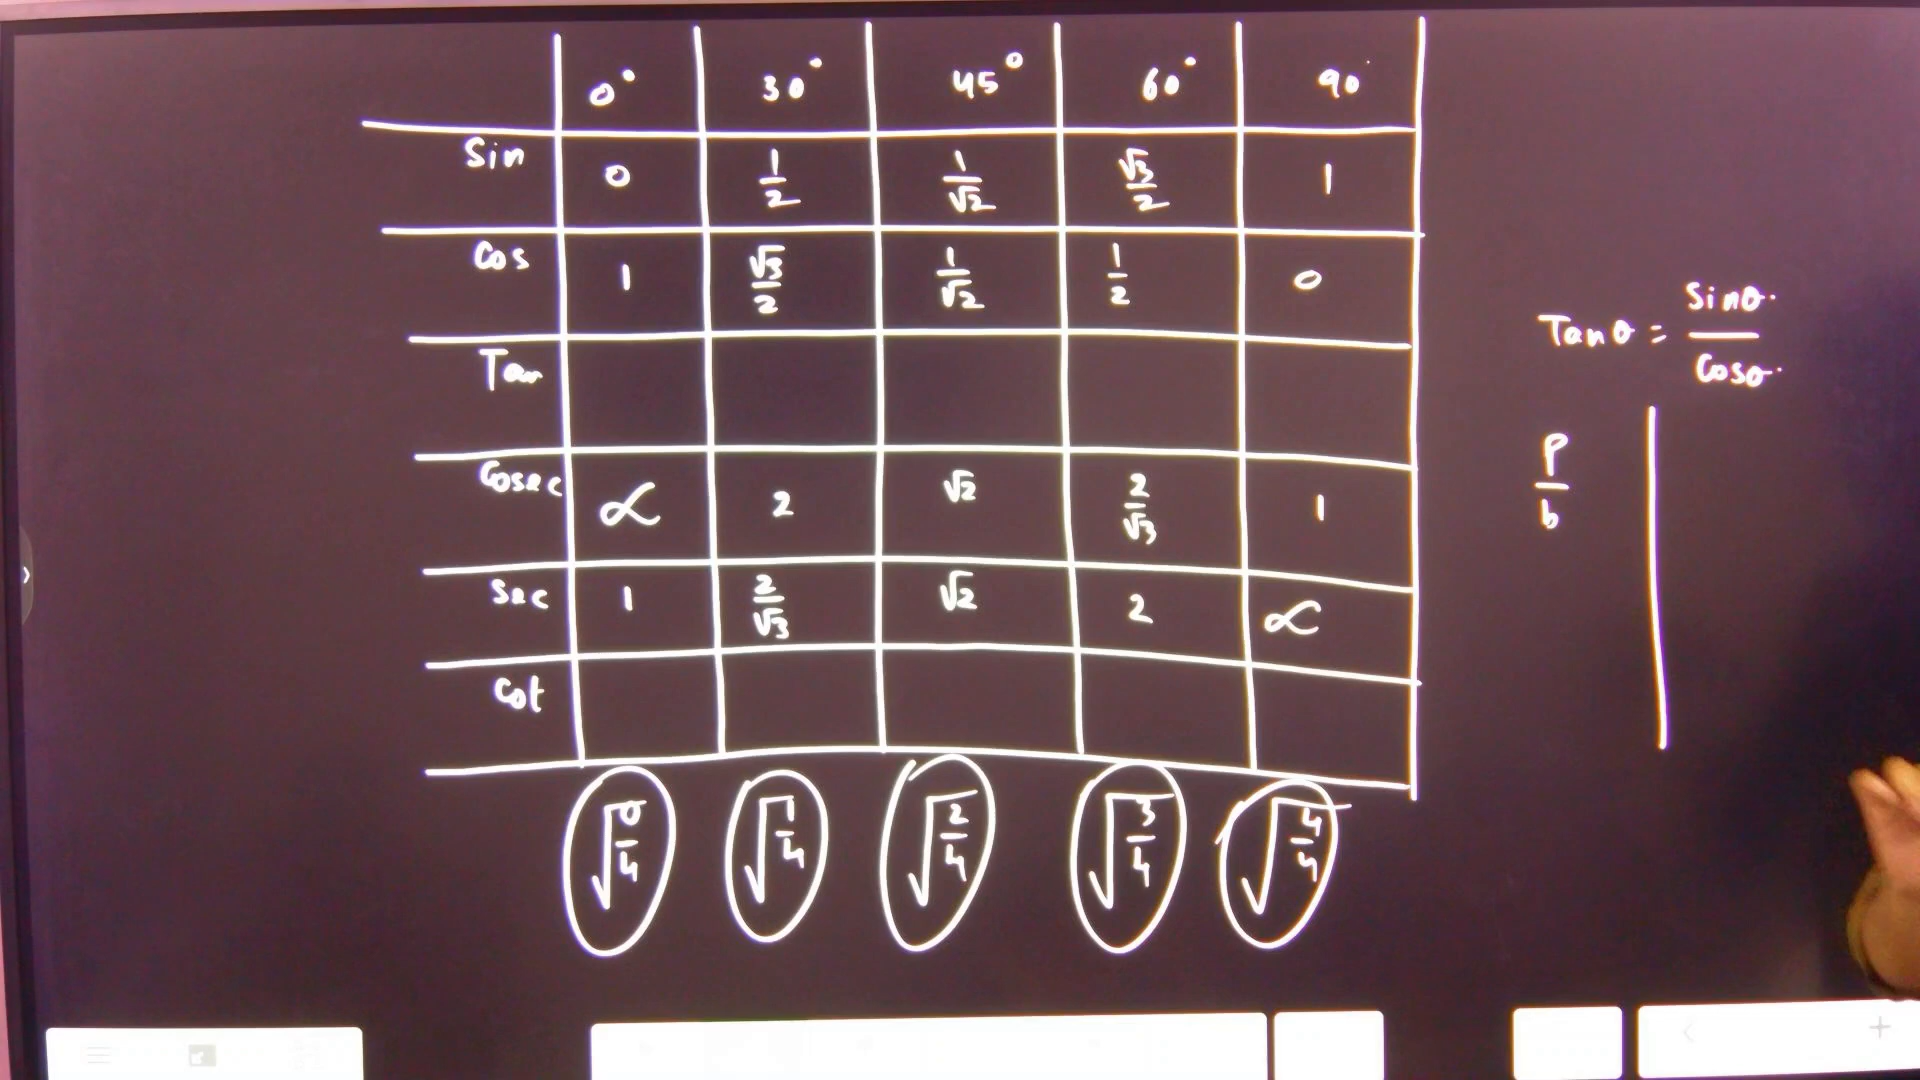 0° 30° 45° 60° 90°
Sin 0 1/2 1/√2 √3/2 1
Cos 1 √3/2 1/√2 1/2 0
Tan
Cosec ∝ 2 √2 2/√3 1
Sec 1 2/√3 √2 2 ∝
Cot
√0/4 √1/4 √2/4 √3/4 √4/4
Tanθ = Sinθ/Cosθ
P/b